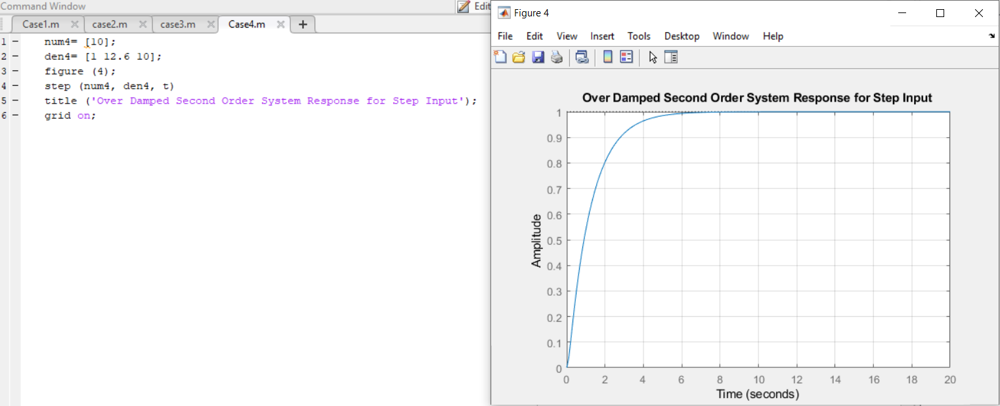 Command Window
Edit
Case1.m
case2.m
case3.m
Case4.m
1 num4= [10];
2 den4= [1 12.6 10];
3 figure (4);
4 step (num4, den4, t)
5 title ('Over Damped Second Order System Response for Step Input');
6 grid on;
Figure 4
File Edit View Insert Tools Desktop Window Help
Over Damped Second Order System Response for Step Input
1
0.9
0.8
0.7
0.6
0.5
0.4
0.3
0.2
0.1
0
Amplitude
0 2 4 6 8 10 12 14 16 18 20
Time (seconds)